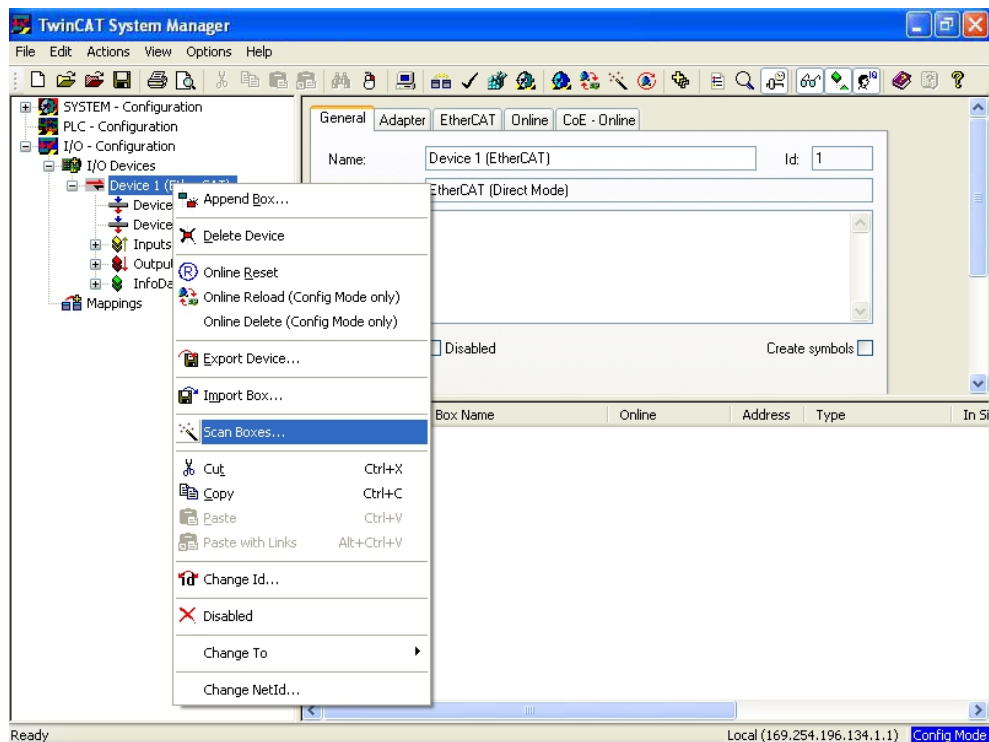 TwinCAT System Manager
File Edit Actions View Options Help
SYSTEM - Configuration
PLC - Configuration
I/O - Configuration
I/O Devices
Device 1 (EtherCAT)
Device
Device
Inputs
Mappings
Append Box...
Delete Device
Online Reset
Online Reload (Config Mode only)
Online Delete (Config Mode only)
Export Device...
Import Box...
Scan Boxes...
Cut Ctrl+X
Copy Ctrl+C
Paste Ctrl+V
Paste with Links Alt+Ctrl+V
Change Id...
Disabled
Change To
Change NetId...
General Adapter EtherCAT Online CoE - Online
Name: Device 1 (EtherCAT) Id: 1
EtherCAT (Direct Mode)
Disabled Create symbols
Box Name Online Address Type In Si
Ready Local (169.254.196.134.1.1) Config Mode